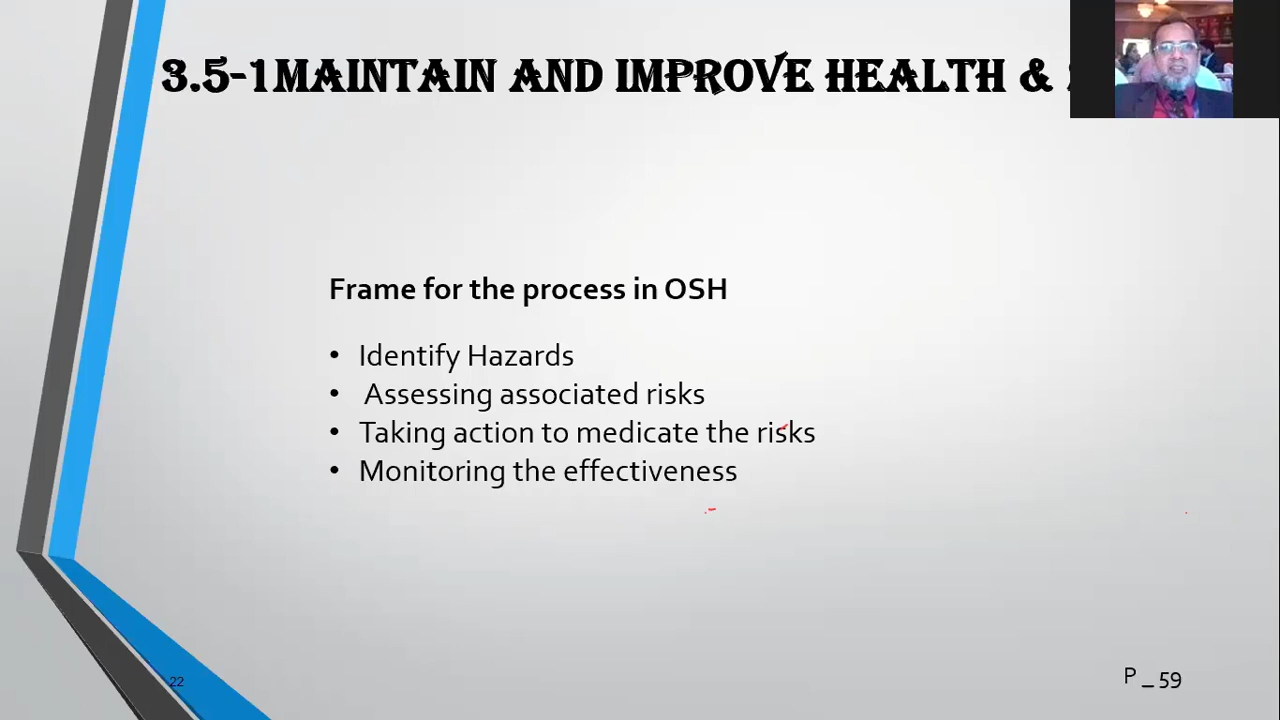 3.5-1MAINTAIN AND IMPROVE HEALTH &
Frame for the process in OSH
• Identify Hazards
• Assessing associated risks
• Taking action to medicate the risks
• Monitoring the effectiveness
22
P _ 59